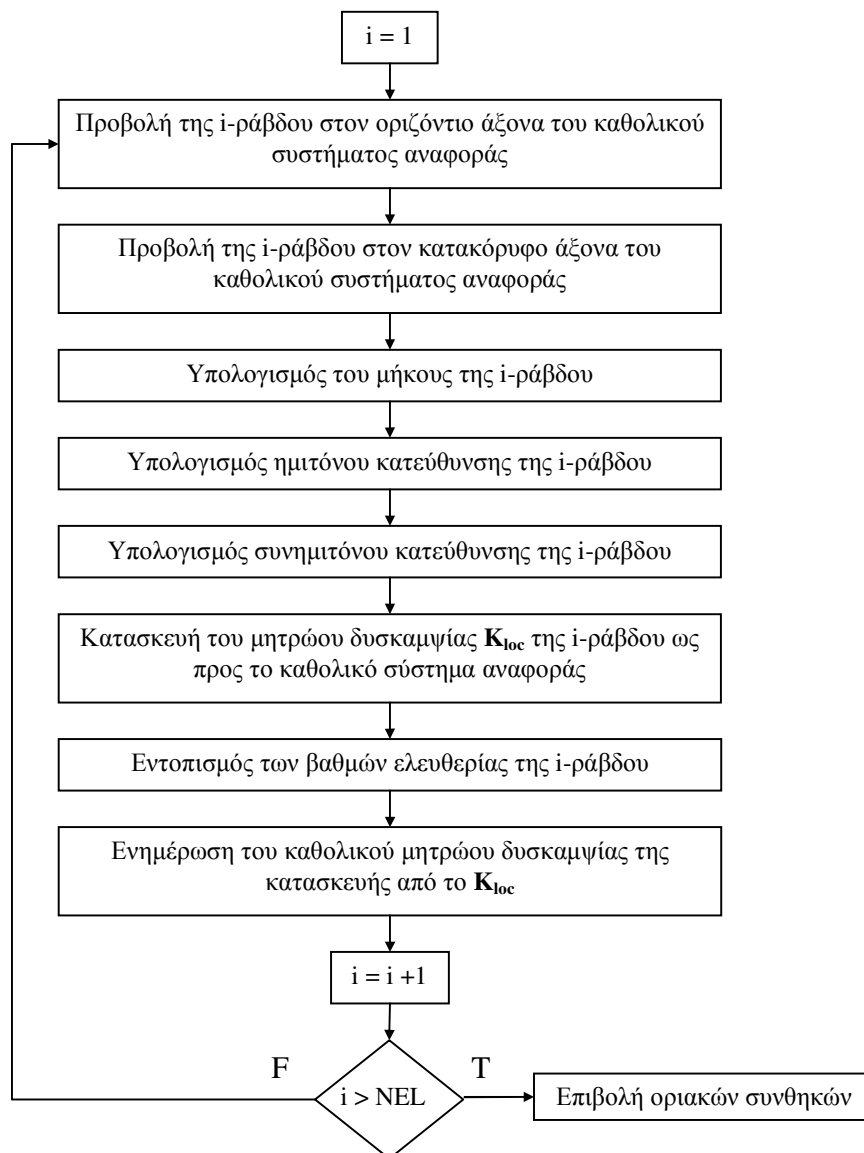 i = 1
Προβολή της i-ράβδου στον οριζόντιο άξονα του καθολικού
συστήματος αναφοράς
Προβολή της i-ράβδου στον κατακόρυφο άξονα του
καθολικού συστήματος αναφοράς
Υπολογισμός του μήκους της i-ράβδου
Υπολογισμός ημιτόνου κατεύθυνσης της i-ράβδου
Υπολογισμός συνημιτόνου κατεύθυνσης της i-ράβδου
Κατασκευή του μητρώου δυσκαμψίας Kloc της i-ράβδου ως
προς το καθολικό σύστημα αναφοράς
Εντοπισμός των βαθμών ελευθερίας της i-ράβδου
Ενημέρωση του καθολικού μητρώου δυσκαμψίας της
κατασκευής από το Kloc
i = i +1
F
T
i > NEL
Επιβολή οριακών συνθηκών